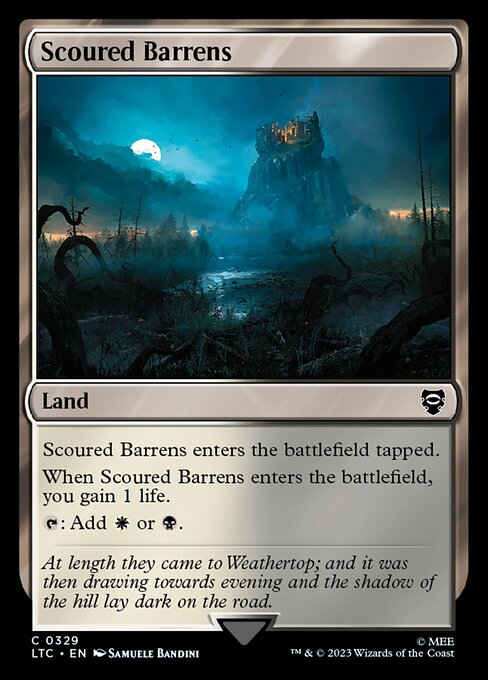 Scoured Barrens
Land
Scoured Barrens enters the battlefield tapped.
When Scoured Barrens enters the battlefield,
you gain 1 life.
: Add or .
At length they came to Weathertop; and it was
then drawing towards evening and the shadow of
the hill lay dark on the road.
C 0329
LTC • EN SAMUELE BANDINI
© MEE
™ & © 2023 Wizards of the Coast